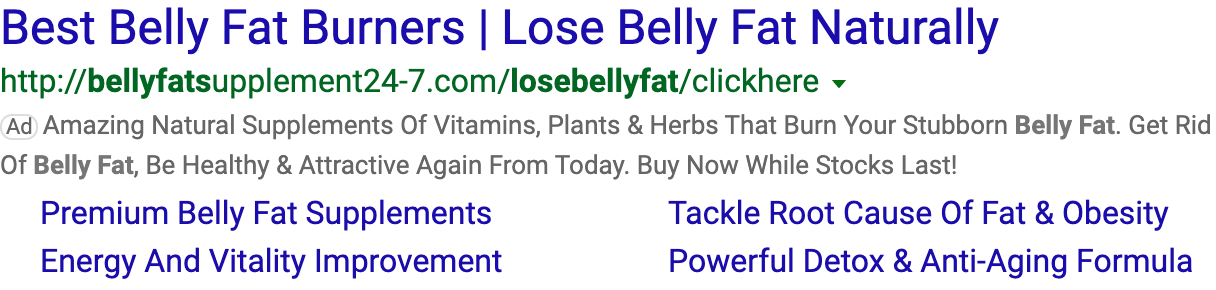 Best Belly Fat Burners | Lose Belly Fat Naturally
http://bellyfatsupplement24-7.com/losebellyfat/clickhere
Ad Amazing Natural Supplements Of Vitamins, Plants & Herbs That Burn Your Stubborn Belly Fat. Get Rid
Of Belly Fat, Be Healthy & Attractive Again From Today. Buy Now While Stocks Last!
Premium Belly Fat Supplements Tackle Root Cause Of Fat & Obesity
Energy And Vitality Improvement Powerful Detox & Anti-Aging Formula